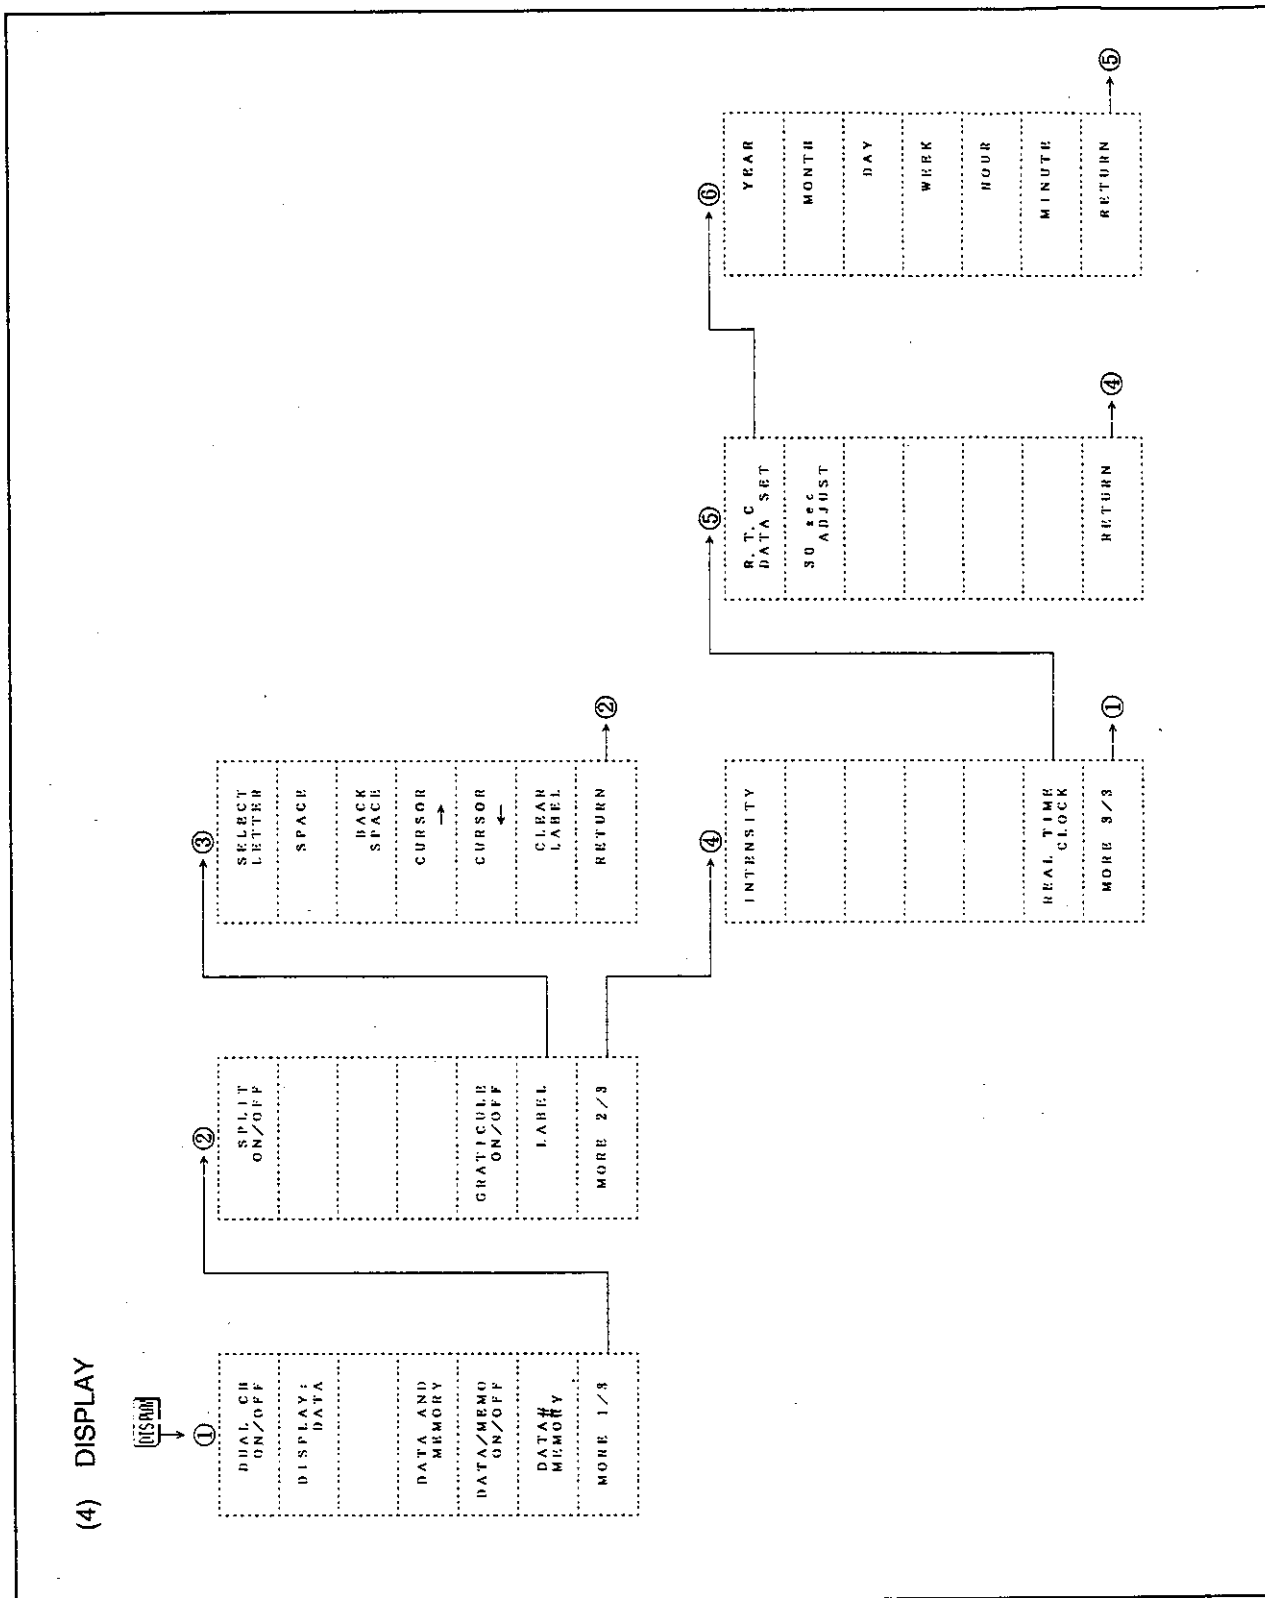 (4) DISPLAY
DISPLAY
①
DUAL CH
ON/OFF
DISPLAY:
DATA
DATA AND
MEMORY
DATA/MEMO
ON/OFF
DATA#
MEMORY
MORE 1/3
②
SPLIT
ON/OFF
GRATICULE
ON/OFF
LABEL
MORE 2/3
③
SELECT
LETTER
SPACE
BACK
SPACE
CURSOR
→
CURSOR
←
CLEAR
LABEL
RETURN
②
④
INTENSITY
REAL TIME
CLOCK
MORE 3/3
①
⑤
R. T. C
DATA SET
30 sec
ADJUST
RETURN
④
⑥
YEAR
MONTH
DAY
WEEK
HOUR
MINUTE
RETURN
⑤